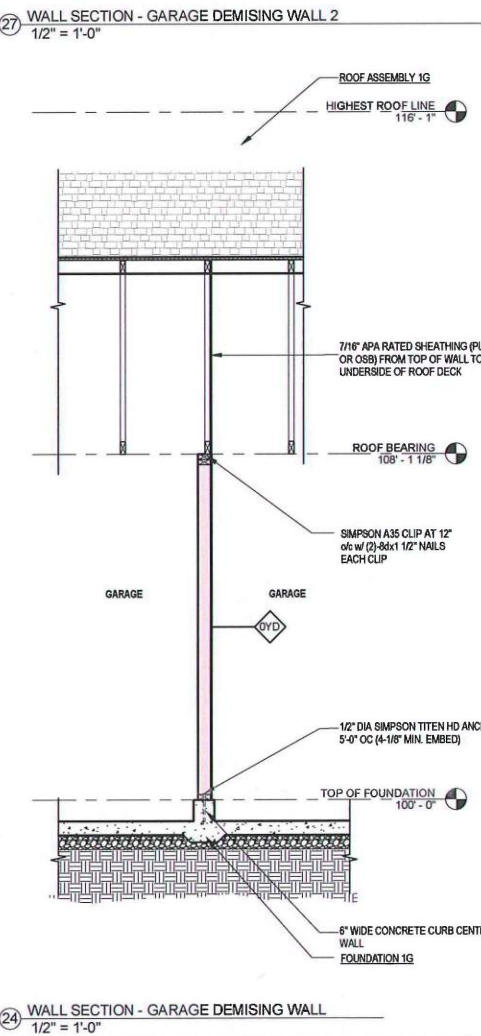 27 WALL SECTION - GARAGE DEMISING WALL 2
1/2" = 1'-0"
ROOF ASSEMBLY 1G
HIGHEST ROOF LINE
116' - 1"
7/16" APA RATED SHEATHING (PL
OR OSB) FROM TOP OF WALL TO
UNDERSIDE OF ROOF DECK
ROOF BEARING
108' - 1 1/8"
SIMPSON A35 CLIP AT 12"
o/c w/ (2)-8dx1 1/2" NAILS
EACH CLIP
GARAGE
GARAGE
0YD
1/2" DIA SIMPSON TITEN HD ANC
5'-0" OC (4-1/8" MIN. EMBED)
TOP OF FOUNDATION
100' - 0"
6" WIDE CONCRETE CURB CENT
WALL
FOUNDATION 1G
24 WALL SECTION - GARAGE DEMISING WALL
1/2" = 1'-0"